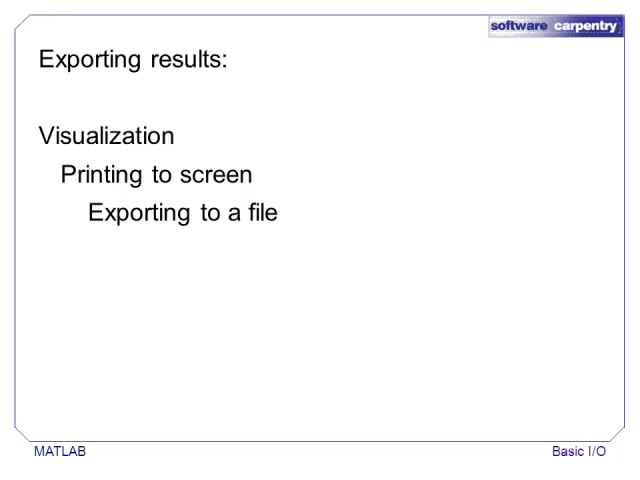 software carpentry
Exporting results:
Visualization
Printing to screen
Exporting to a file
MATLAB
Basic I/O